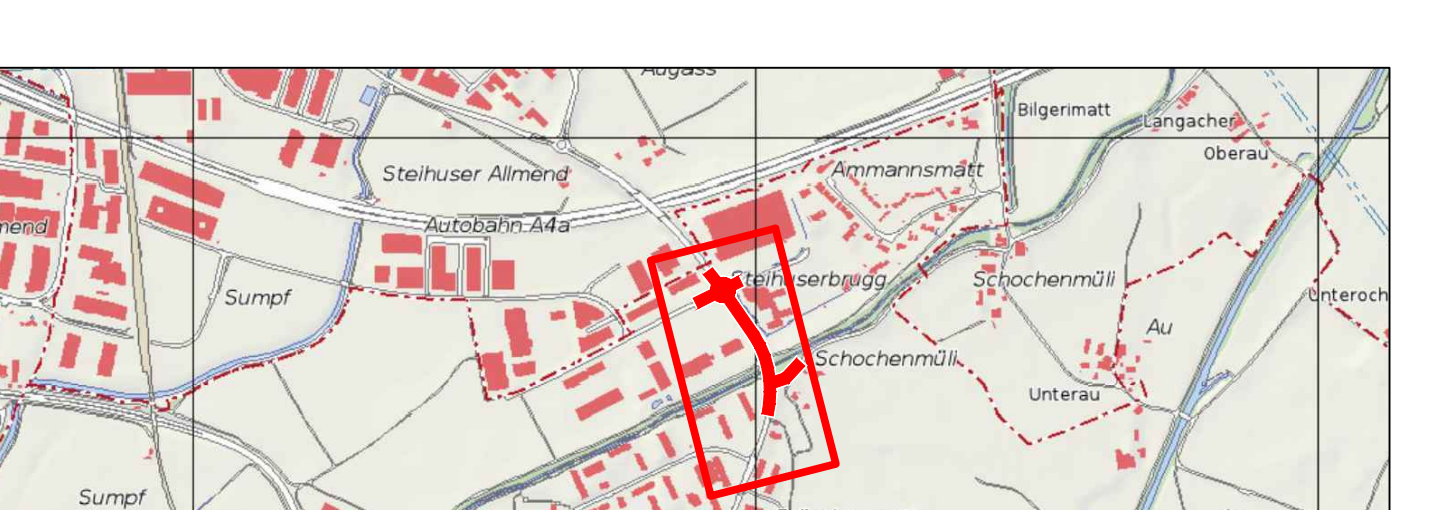 Augass
Bilgerimatt
Langacher
Oberau
Steihuser Allmend
Ammannsmatt
mend
Autobahn A4a
Steihuserbrugg
Schochenmüli
Sumpf
Unteroch
Au
Schochenmüli
Unterau
Sumpf